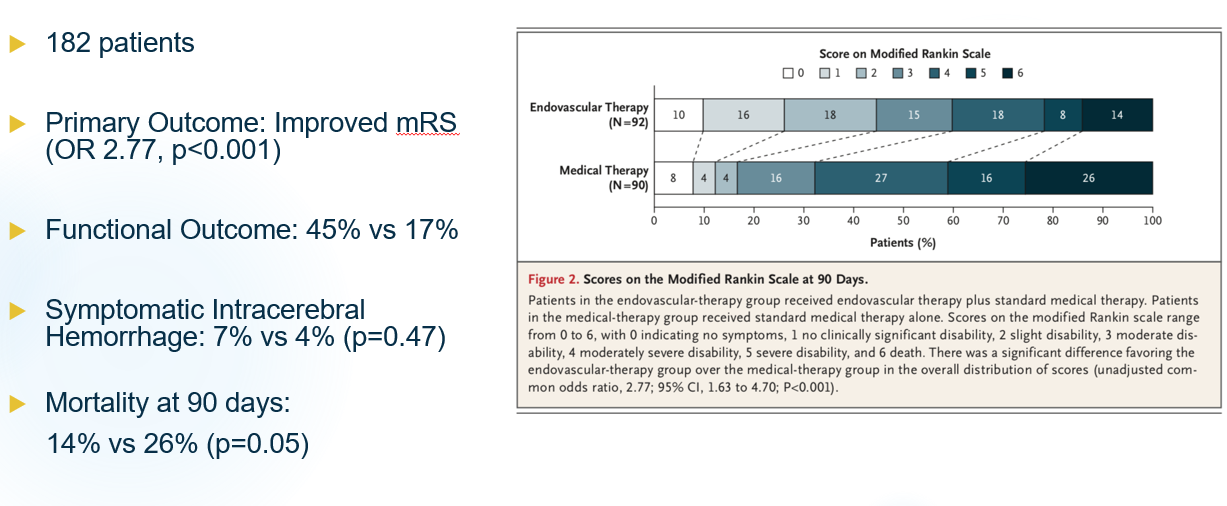 182 patients
Primary Outcome: Improved mRS
(OR 2.77, p<0.001)
Functional Outcome: 45% vs 17%
Symptomatic Intracerebral
Hemorrhage: 7% vs 4% (p=0.47)
Mortality at 90 days:
14% vs 26% (p=0.05)
Score on Modified Rankin Scale
0 1 2 3 4 5 6
Endovascular Therapy
(N=92)
10 16 18 15 18 8 14
Medical Therapy
(N=90)
8 4 4 16 27 16 26
0 10 20 30 40 50 60 70 80 90 100
Patients (%)
Figure 2. Scores on the Modified Rankin Scale at 90 Days.
Patients in the endovascular-therapy group received endovascular therapy plus standard medical therapy. Patients
in the medical-therapy group received standard medical therapy alone. Scores on the modified Rankin scale range
from 0 to 6, with 0 indicating no symptoms, 1 no clinically significant disability, 2 slight disability, 3 moderate dis-
ability, 4 moderately severe disability, 5 severe disability, and 6 death. There was a significant difference favoring the
endovascular-therapy group over the medical-therapy group in the overall distribution of scores (unadjusted com-
mon odds ratio, 2.77; 95% CI, 1.63 to 4.70; P<0.001).